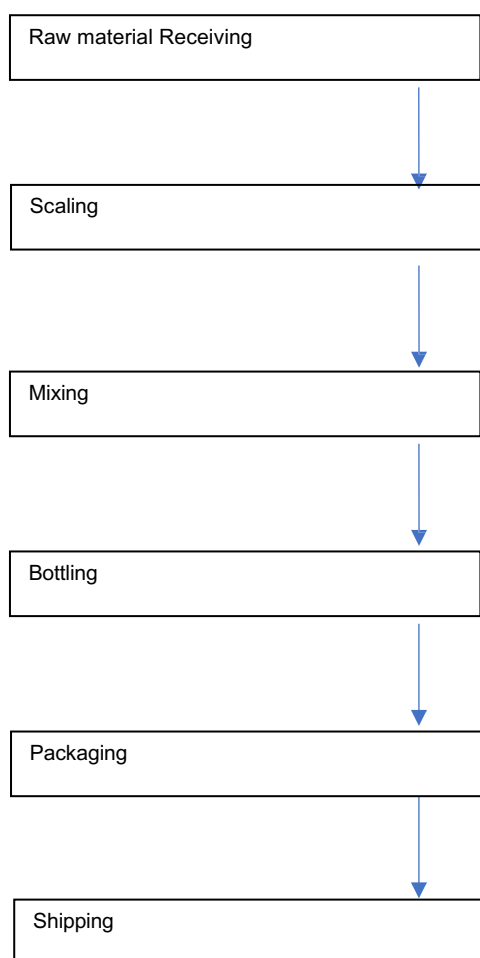 Raw material Receiving
Scaling
Mixing
Bottling
Packaging
Shipping